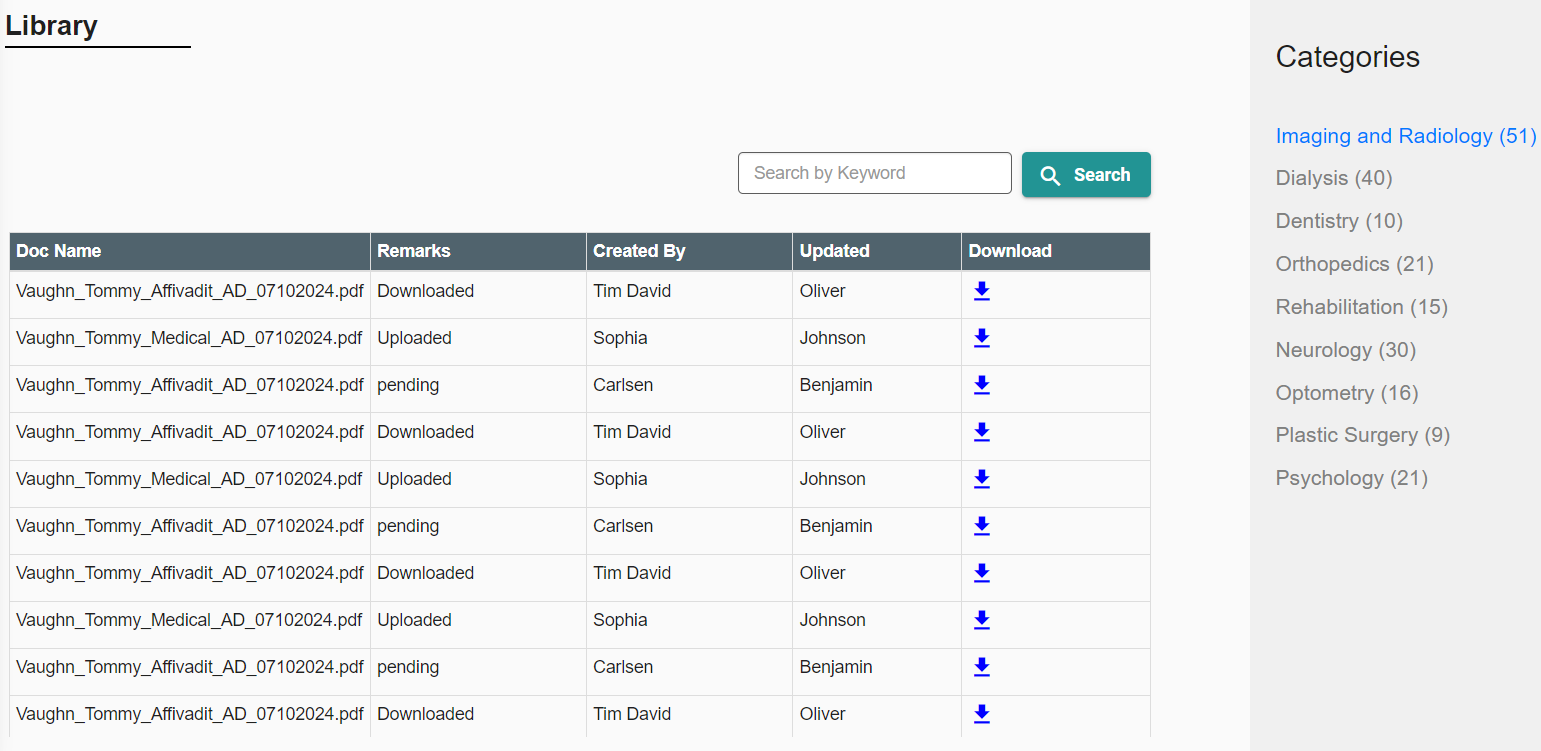 Library
Search by Keyword
Search
Doc Name Remarks Created By Updated Download
Vaughn_Tommy_Affivadit_AD_07102024.pdf Downloaded Tim David Oliver
Vaughn_Tommy_Medical_AD_07102024.pdf Uploaded Sophia Johnson
Vaughn_Tommy_Affivadit_AD_07102024.pdf pending Carlsen Benjamin
Vaughn_Tommy_Affivadit_AD_07102024.pdf Downloaded Tim David Oliver
Vaughn_Tommy_Medical_AD_07102024.pdf Uploaded Sophia Johnson
Vaughn_Tommy_Affivadit_AD_07102024.pdf pending Carlsen Benjamin
Vaughn_Tommy_Affivadit_AD_07102024.pdf Downloaded Tim David Oliver
Vaughn_Tommy_Medical_AD_07102024.pdf Uploaded Sophia Johnson
Vaughn_Tommy_Affivadit_AD_07102024.pdf pending Carlsen Benjamin
Vaughn_Tommy_Affivadit_AD_07102024.pdf Downloaded Tim David Oliver
Categories
Imaging and Radiology (51)
Dialysis (40)
Dentistry (10)
Orthopedics (21)
Rehabilitation (15)
Neurology (30)
Optometry (16)
Plastic Surgery (9)
Psychology (21)